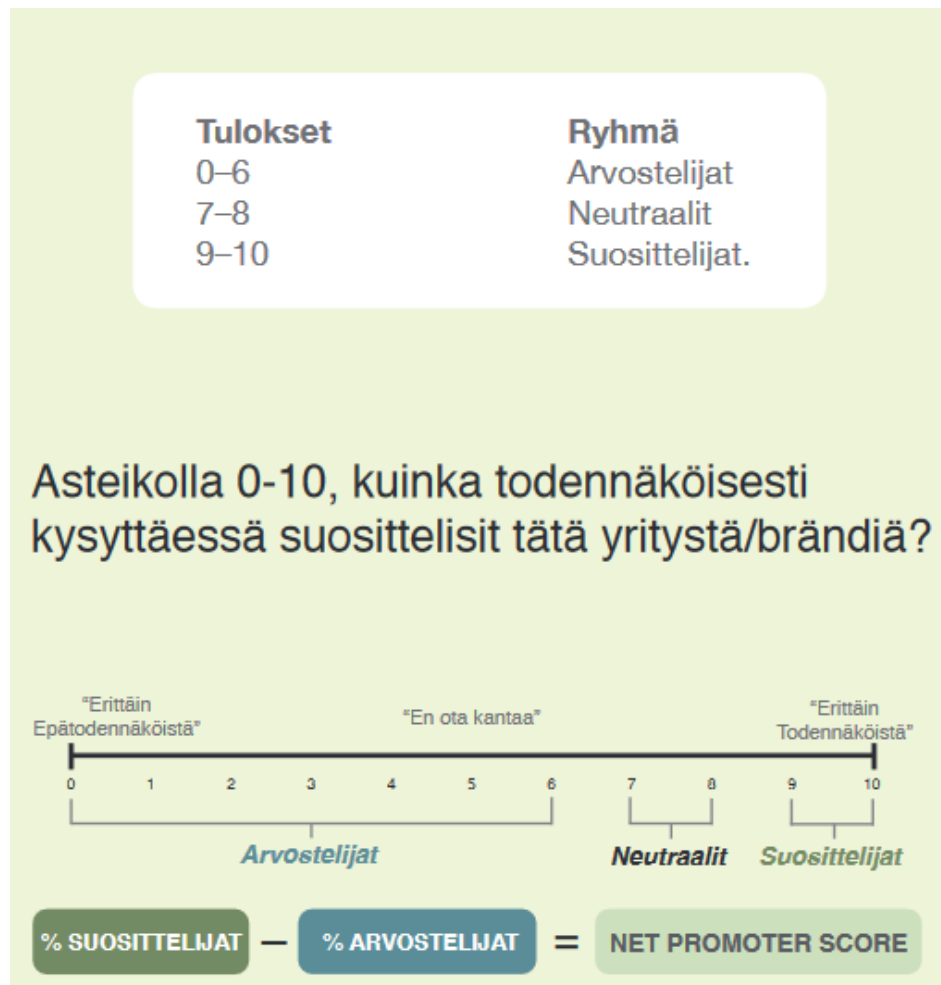 Tulokset Ryhmä
0–6 Arvostelijat
7–8 Neutraalit
9–10 Suosittelijat.
Asteikolla 0-10, kuinka todennäköisesti
kysyttäessä suosittelisit tätä yritystä/brändiä?
“Erittäin
Epätodennäköistä”
“En ota kantaa”
“Erittäin
Todennäköistä”
0 1 2 3 4 5 6 7 8 9 10
Arvostelijat Neutraalit Suosittelijat
% SUOSITTELIJAT – % ARVOSTELIJAT = NET PROMOTER SCORE